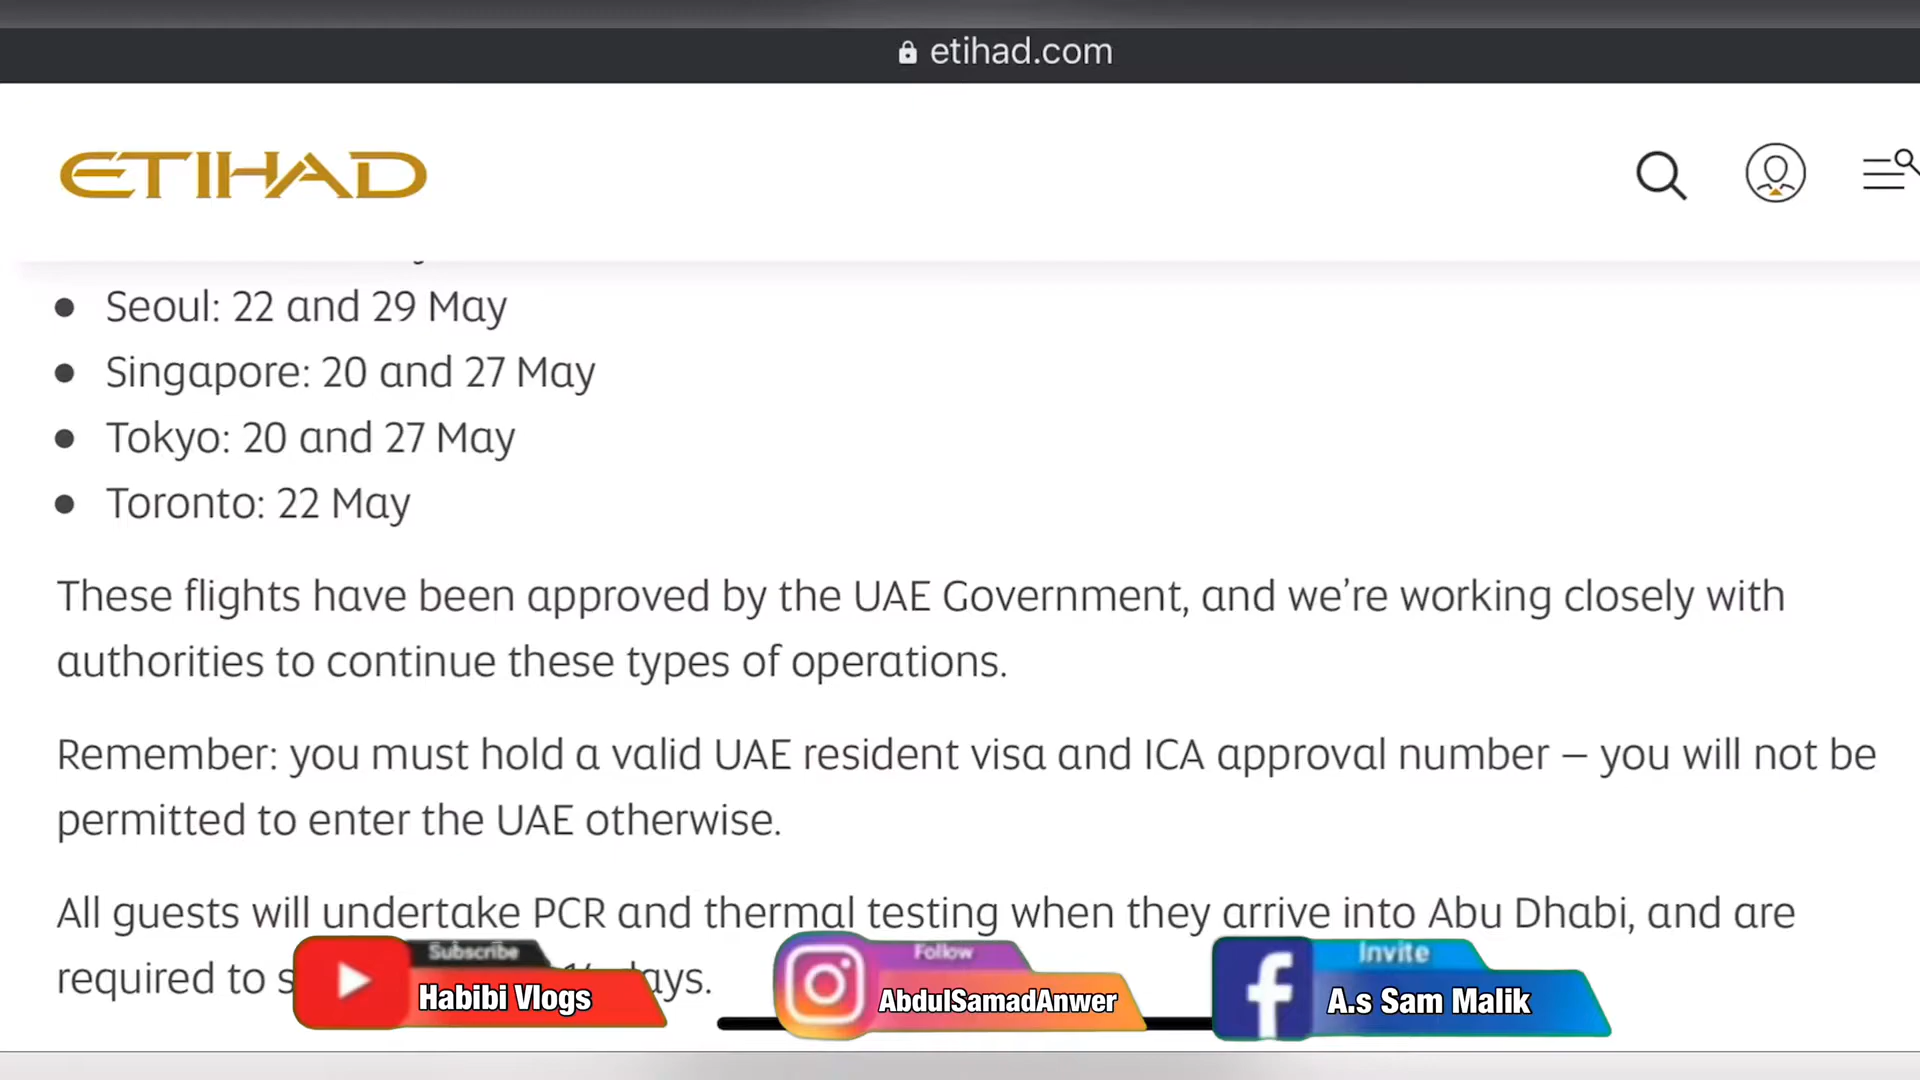 etihad.com
ETIHAD
Seoul: 22 and 29 May
Singapore: 20 and 27 May
Tokyo: 20 and 27 May
Toronto: 22 May
These flights have been approved by the UAE Government, and we’re working closely with
authorities to continue these types of operations.
Remember: you must hold a valid UAE resident visa and ICA approval number – you will not be
permitted to enter the UAE otherwise.
All guests will undertake PCR and thermal testing when they arrive into Abu Dhabi, and are
required to
Subscribe
Habibi Vlogs
Follow
AbdulSamadAnwer
Invite
A.s Sam Malik